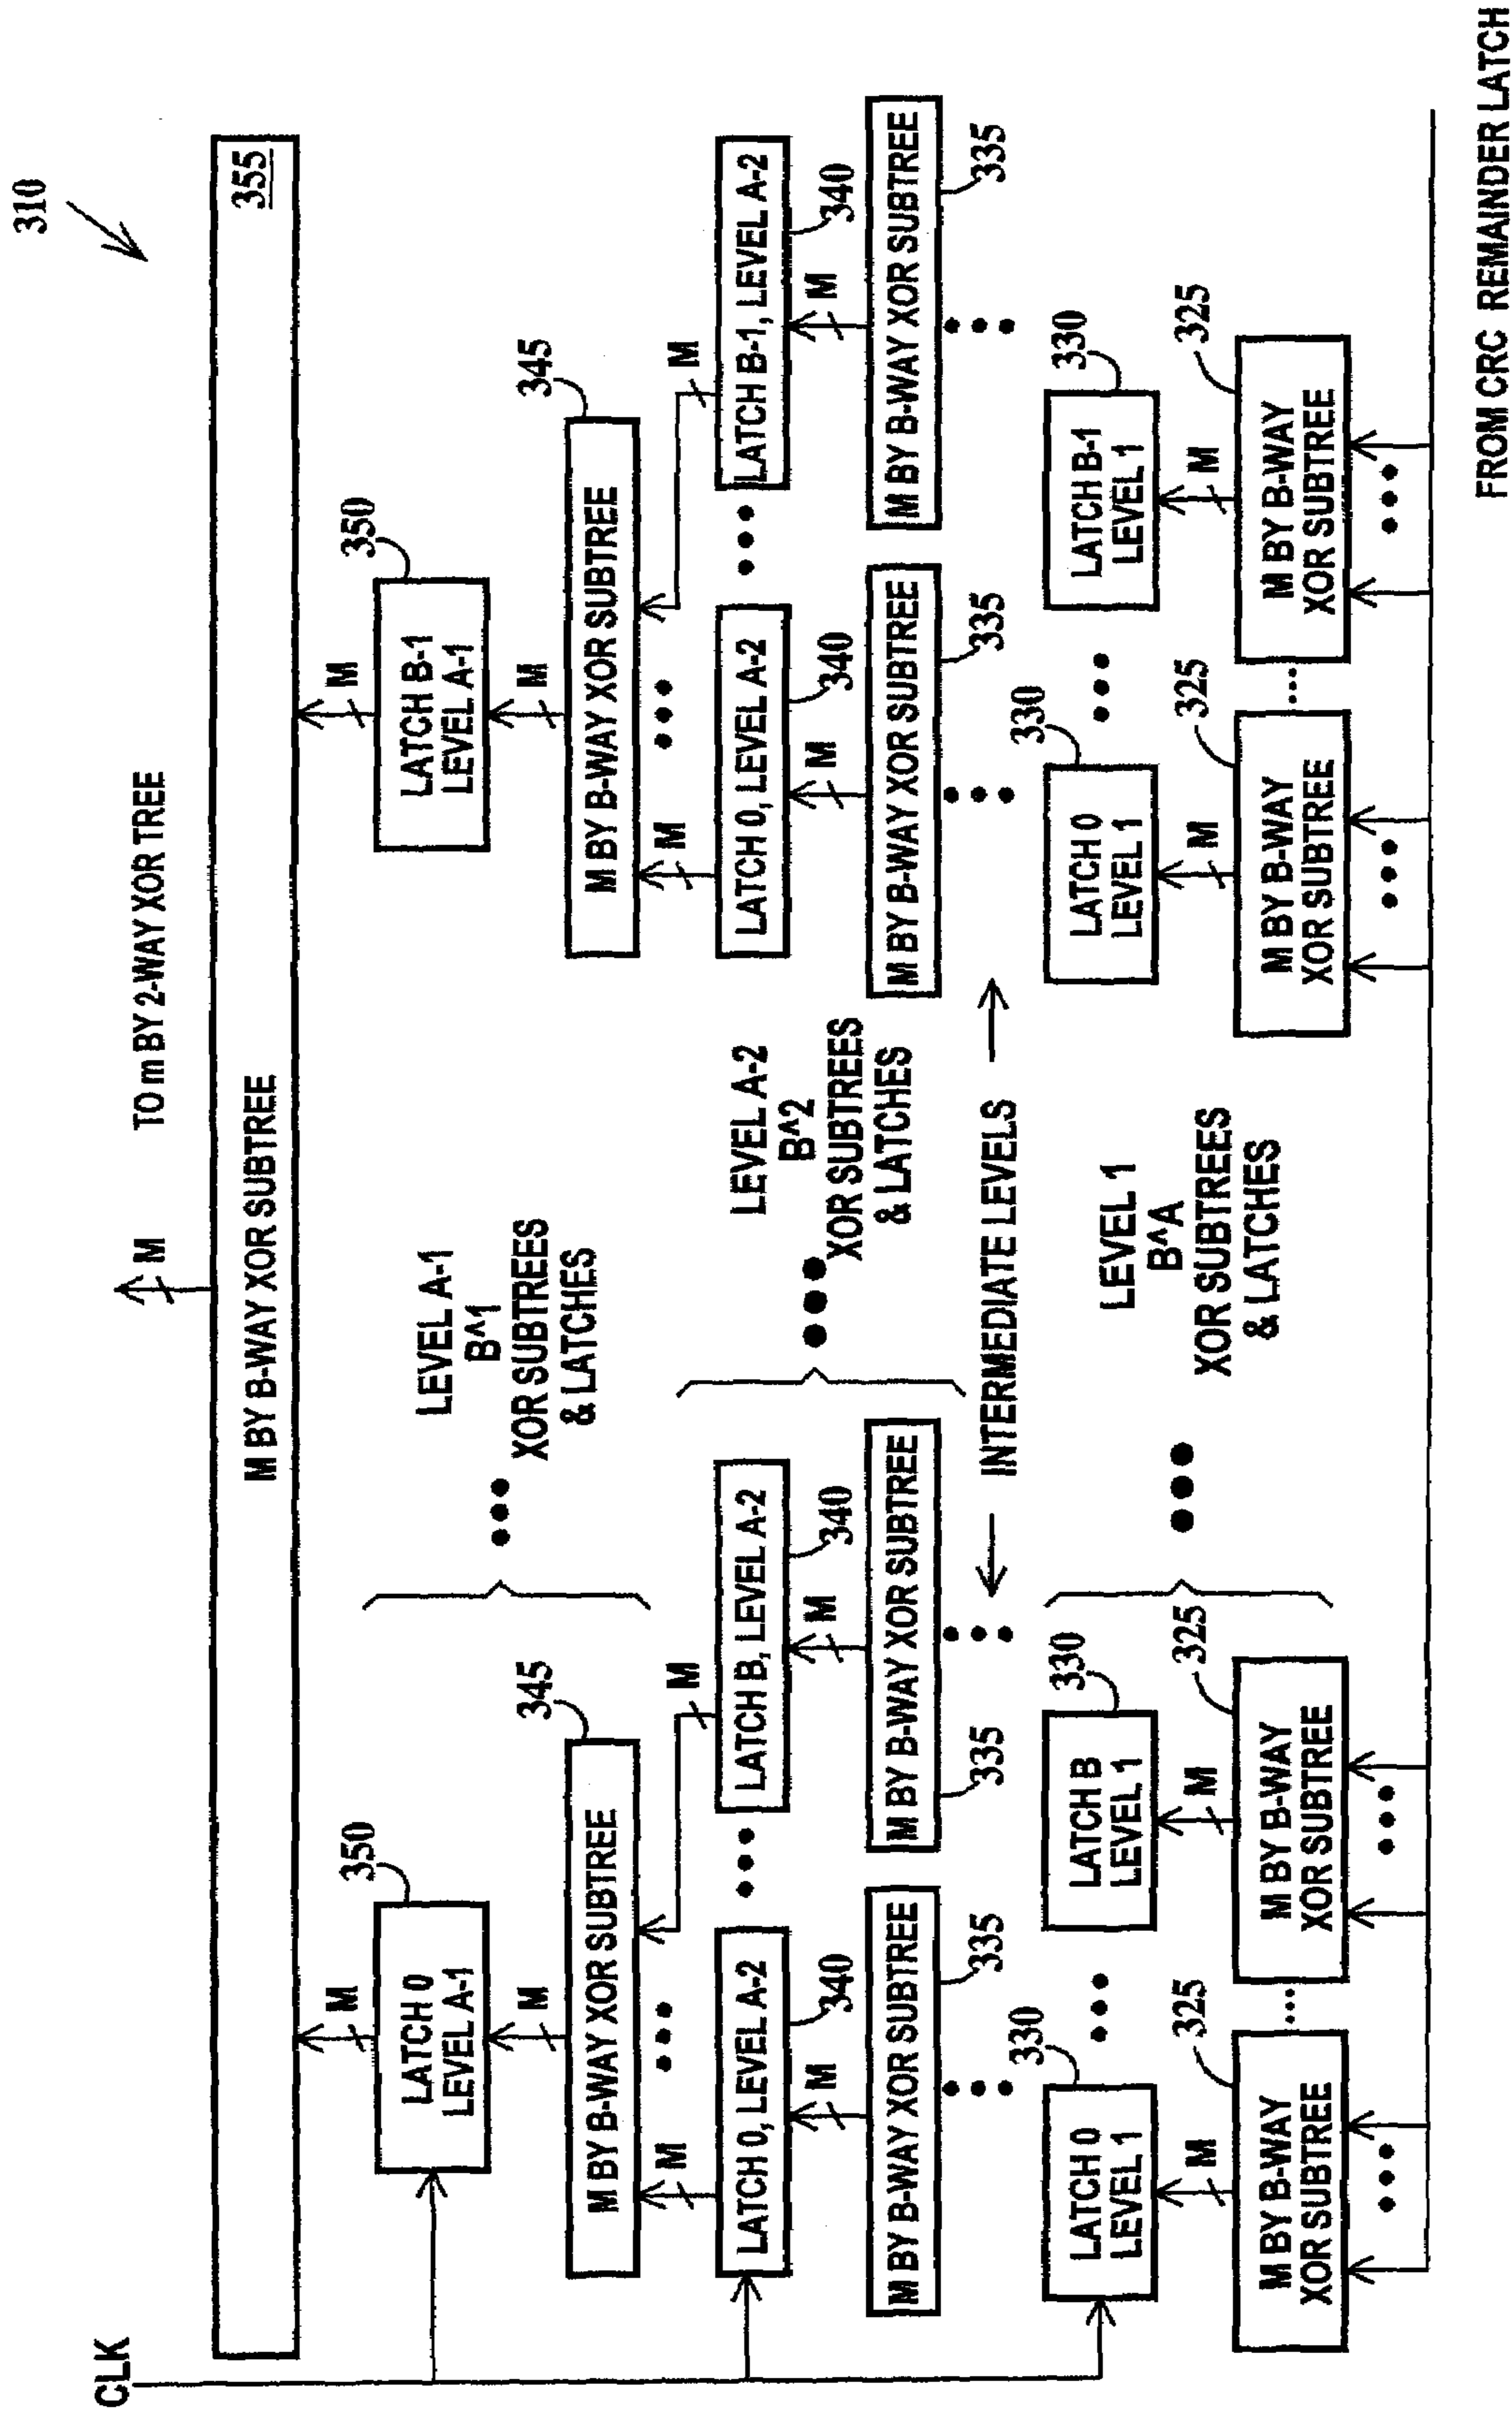 310
TO m BY 2-WAY XOR TREE
M
CLK
M BY B-WAY XOR SUBTREE
355
M
M
LATCH 0
LEVEL A-1
350
LEVEL A-1
B^1
XOR SUBTREES
& LATCHES
LATCH B-1
LEVEL A-1
350
M
M
M BY B-WAY XOR SUBTREE
345
M BY B-WAY XOR SUBTREE
345
M
M
M
M
LATCH 0, LEVEL A-2
LATCH B, LEVEL A-2
LEVEL A-2
B^2
XOR SUBTREES
& LATCHES
LATCH 0, LEVEL A-2
LATCH B-1, LEVEL A-2
340
340
340
340
M
M
M
M
M BY B-WAY XOR SUBTREE
M BY B-WAY XOR SUBTREE
M BY B-WAY XOR SUBTREE
M BY B-WAY XOR SUBTREE
335
335
335
335
INTERMEDIATE LEVELS
330
330
330
330
LATCH 0
LEVEL 1
LATCH B
LEVEL 1
LEVEL 1
B^A
XOR SUBTREES
& LATCHES
LATCH 0
LEVEL 1
LATCH B-1
LEVEL 1
M
M
M
M
325
325
325
325
M BY B-WAY
XOR SUBTREE
M BY B-WAY
XOR SUBTREE
M BY B-WAY
XOR SUBTREE
M BY B-WAY
XOR SUBTREE
FROM CRC REMAINDER LATCH